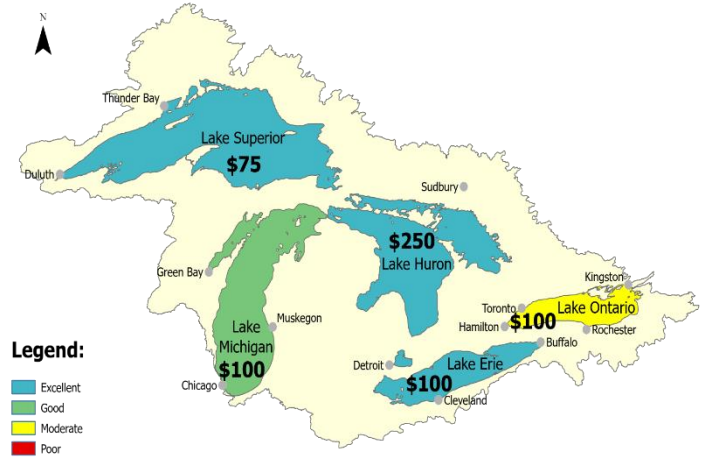 N
Thunder Bay
Lake Superior
$75
Duluth
Sudbury
$250
Lake Huron
Green Bay
Kingston
Toronto
Lake Ontario
Hamilton
$100
Rochester
Muskegon
Lake
Michigan
$100
Buffalo
Detroit
Lake Erie
$100
Chicago
Cleveland
Legend:
Excellent
Good
Moderate
Poor